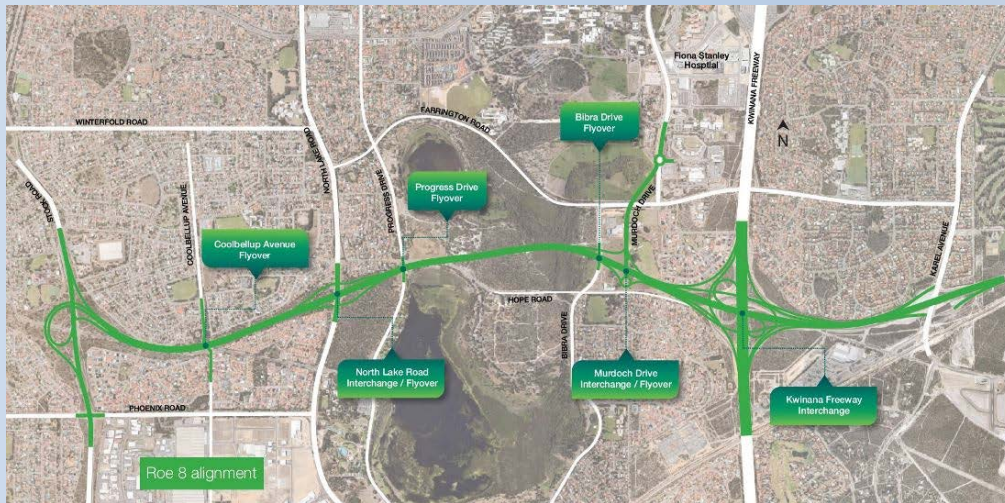 Fiona Stanley
Hosptial
KWINANA FREEWAY
Bibra Drive
Flyover
FARRINGTON ROAD
WINTERFOLD ROAD
NORTH LAKE ROAD
PROGRESS DRIVE
N
Progress Drive
Flyover
STOCK ROAD
COOLBELLUP AVENUE
MURDOCH DRIVE
KAREL AVENUE
Coolbellup Avenue
Flyover
HOPE ROAD
BIBRA DRIVE
North Lake Road
Interchange / Flyover
Murdoch Drive
Interchange / Flyover
Kwinana Freeway
Interchange
PHOENIX ROAD
Roe 8 alignment